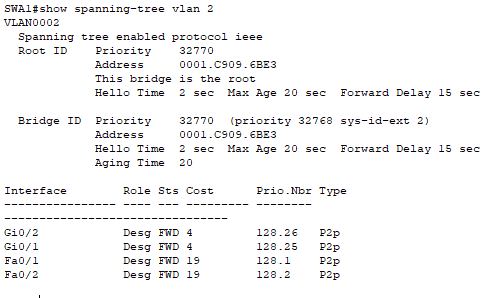 SWA1#show spanning-tree vlan 2
VLAN0002
  Spanning tree enabled protocol ieee
  Root ID    Priority    32770
             Address     0001.C909.6BE3
             This bridge is the root
             Hello Time  2 sec  Max Age 20 sec  Forward Delay 15 sec

  Bridge ID  Priority    32770  (priority 32768 sys-id-ext 2)
             Address     0001.C909.6BE3
             Hello Time  2 sec  Max Age 20 sec  Forward Delay 15 sec
             Aging Time  20

Interface        Role Sts Cost      Prio.Nbr Type
---------------- ---- --- --------- --------
--------------------------------
Gi0/2            Desg FWD 4         128.26   P2p
Gi0/1            Desg FWD 4         128.25   P2p
Fa0/1            Desg FWD 19        128.1    P2p
Fa0/2            Desg FWD 19        128.2    P2p